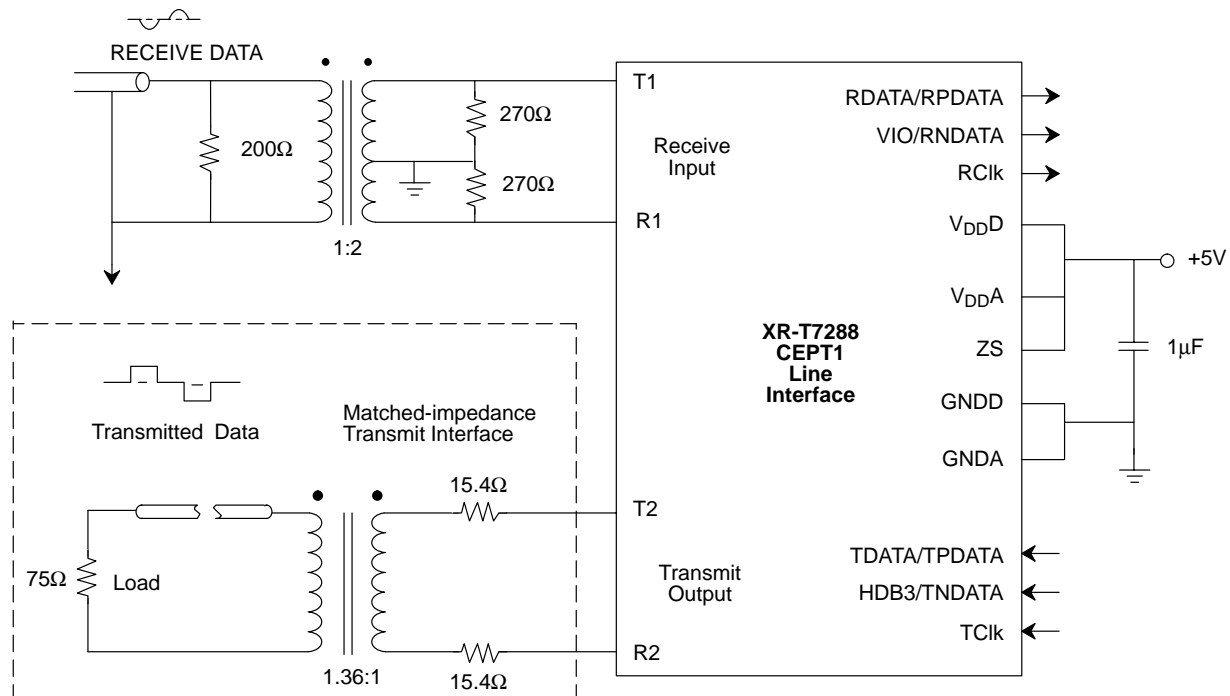 RECEIVE DATA
200Ω
1:2
270Ω
270Ω
T1
Receive
Input
R1
RDATA/RPDATA
VIO/RNDATA
RClk
VDDD
VDDA
ZS
GNDD
GNDA
+5V
1µF
XR-T7288
CEPT1
Line
Interface
Transmitted Data
Matched-impedance
Transmit Interface
15.4Ω
75Ω
Load
1.36:1
15.4Ω
T2
Transmit
Output
R2
TDATA/TPDATA
HDB3/TNDATA
TClk